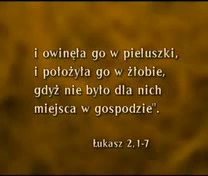 i owinęła go w pieluszki,
i położyła go w żłobie,
gdyż nie było dla nich
miejsca w gospodzie".
Łukasz 2,1-7